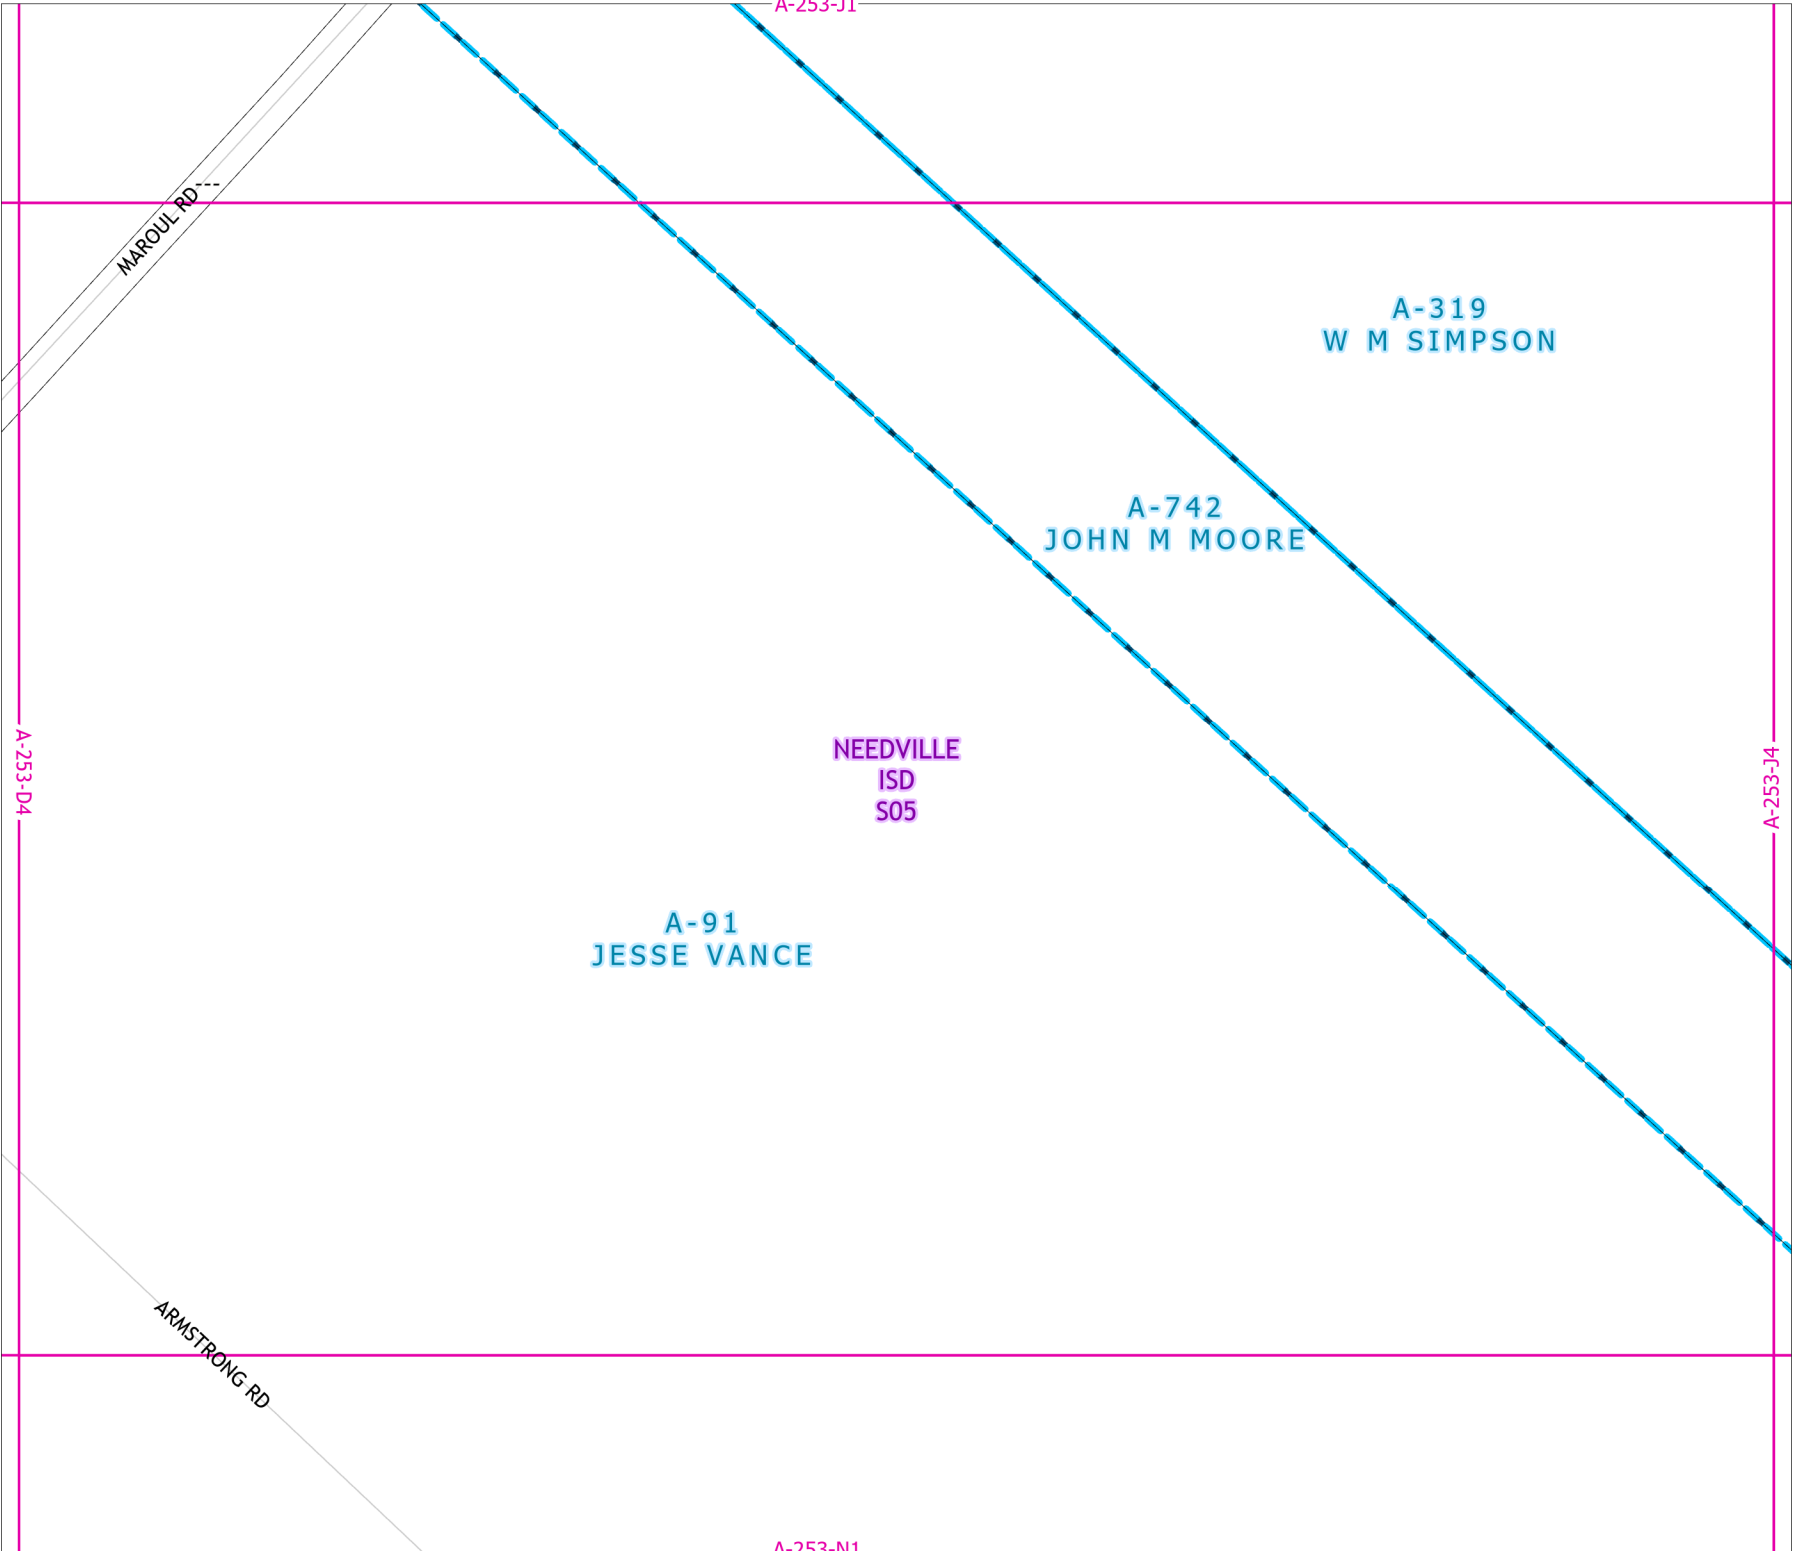 A-253-J1
MAROUL RD
A-319
W M SIMPSON
A-742
JOHN M MOORE
NEEDVILLE
ISD
S05
A-253-D4
A-253-J4
A-91
JESSE VANCE
ARMSTRONG RD
A-253-N1